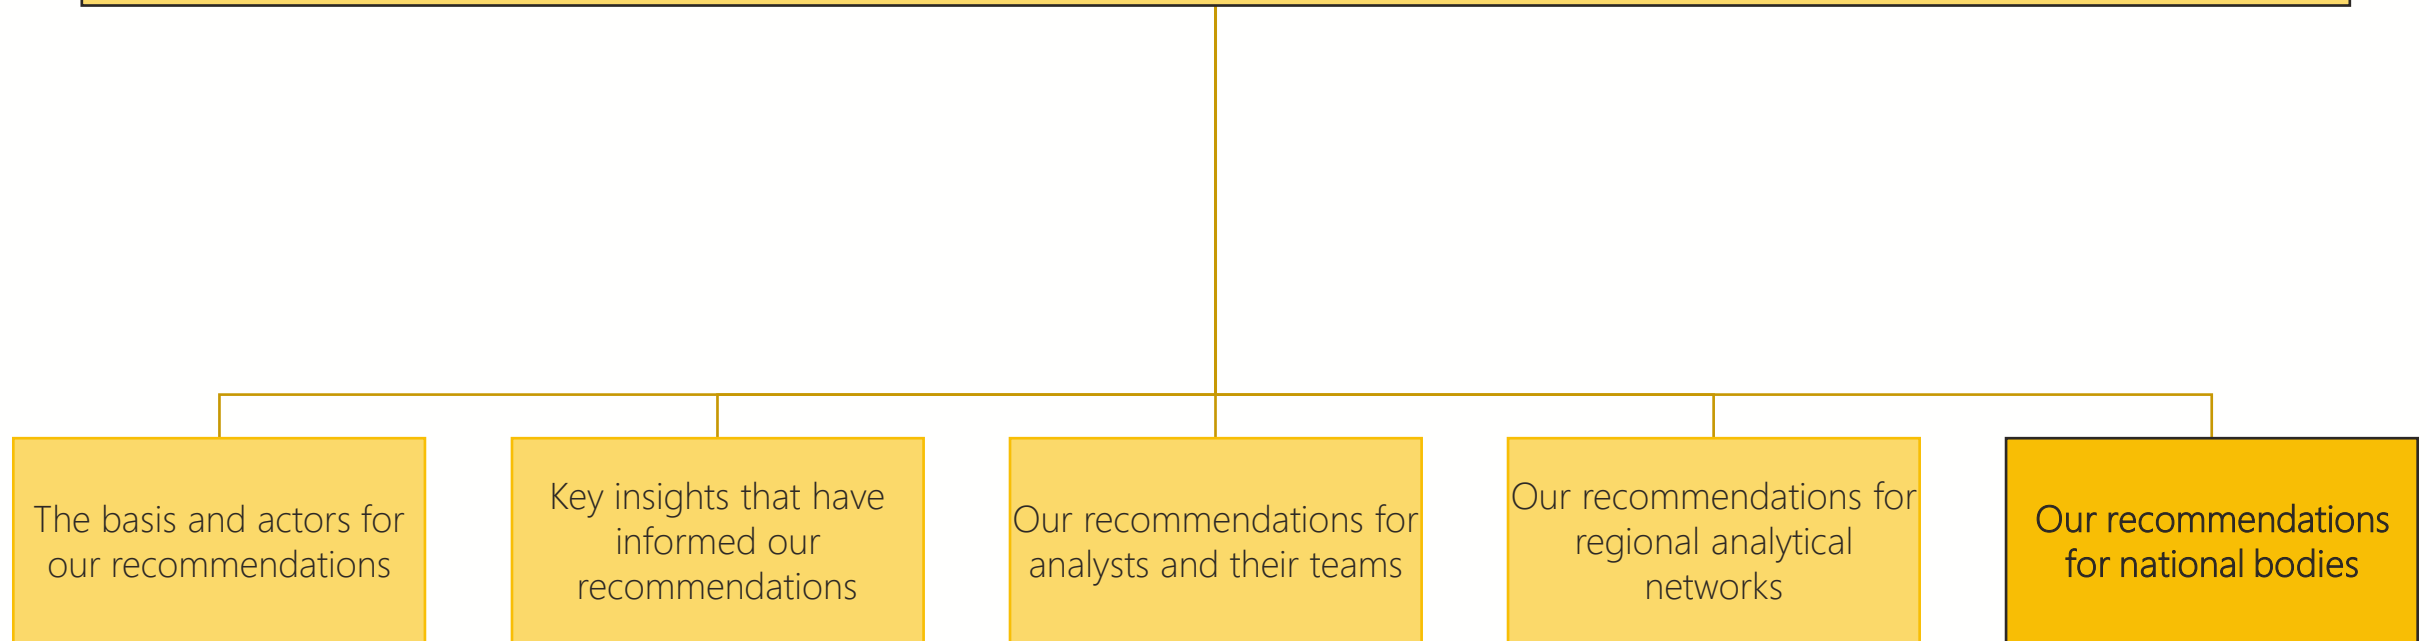 The basis and actors for
our recommendations
Key insights that have
informed our
recommendations
Our recommendations for
analysts and their teams
Our recommendations for
regional analytical
networks
Our recommendations
for national bodies